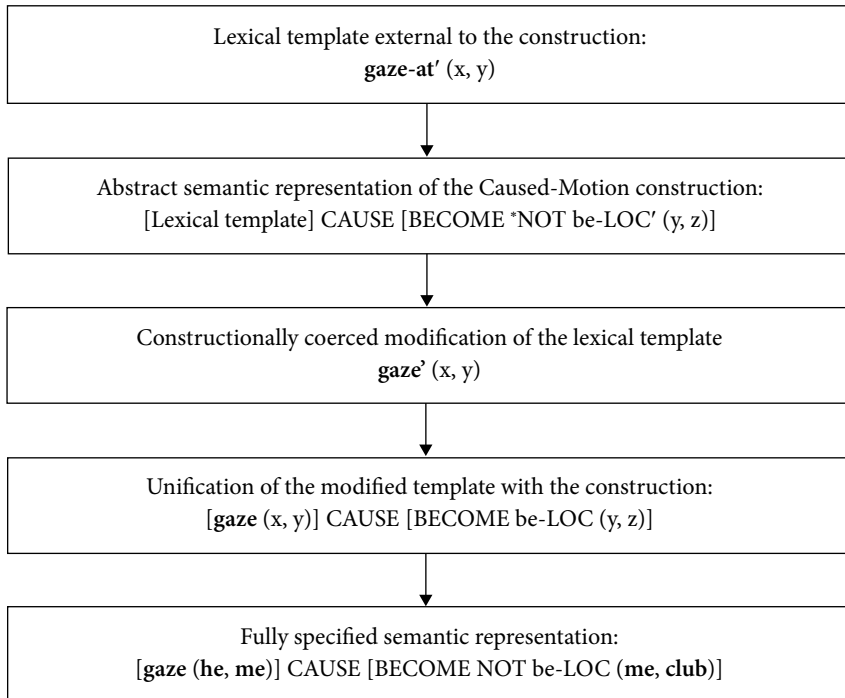 Lexical template external to the construction:
gaze-at′ (x, y)
Abstract semantic representation of the Caused-Motion construction:
[Lexical template] CAUSE [BECOME *NOT be-LOC′ (y, z)]
Constructionally coerced modification of the lexical template
gaze’ (x, y)
Unification of the modified template with the construction:
[gaze (x, y)] CAUSE [BECOME be-LOC (y, z)]
Fully specified semantic representation:
[gaze (he, me)] CAUSE [BECOME NOT be-LOC (me, club)]